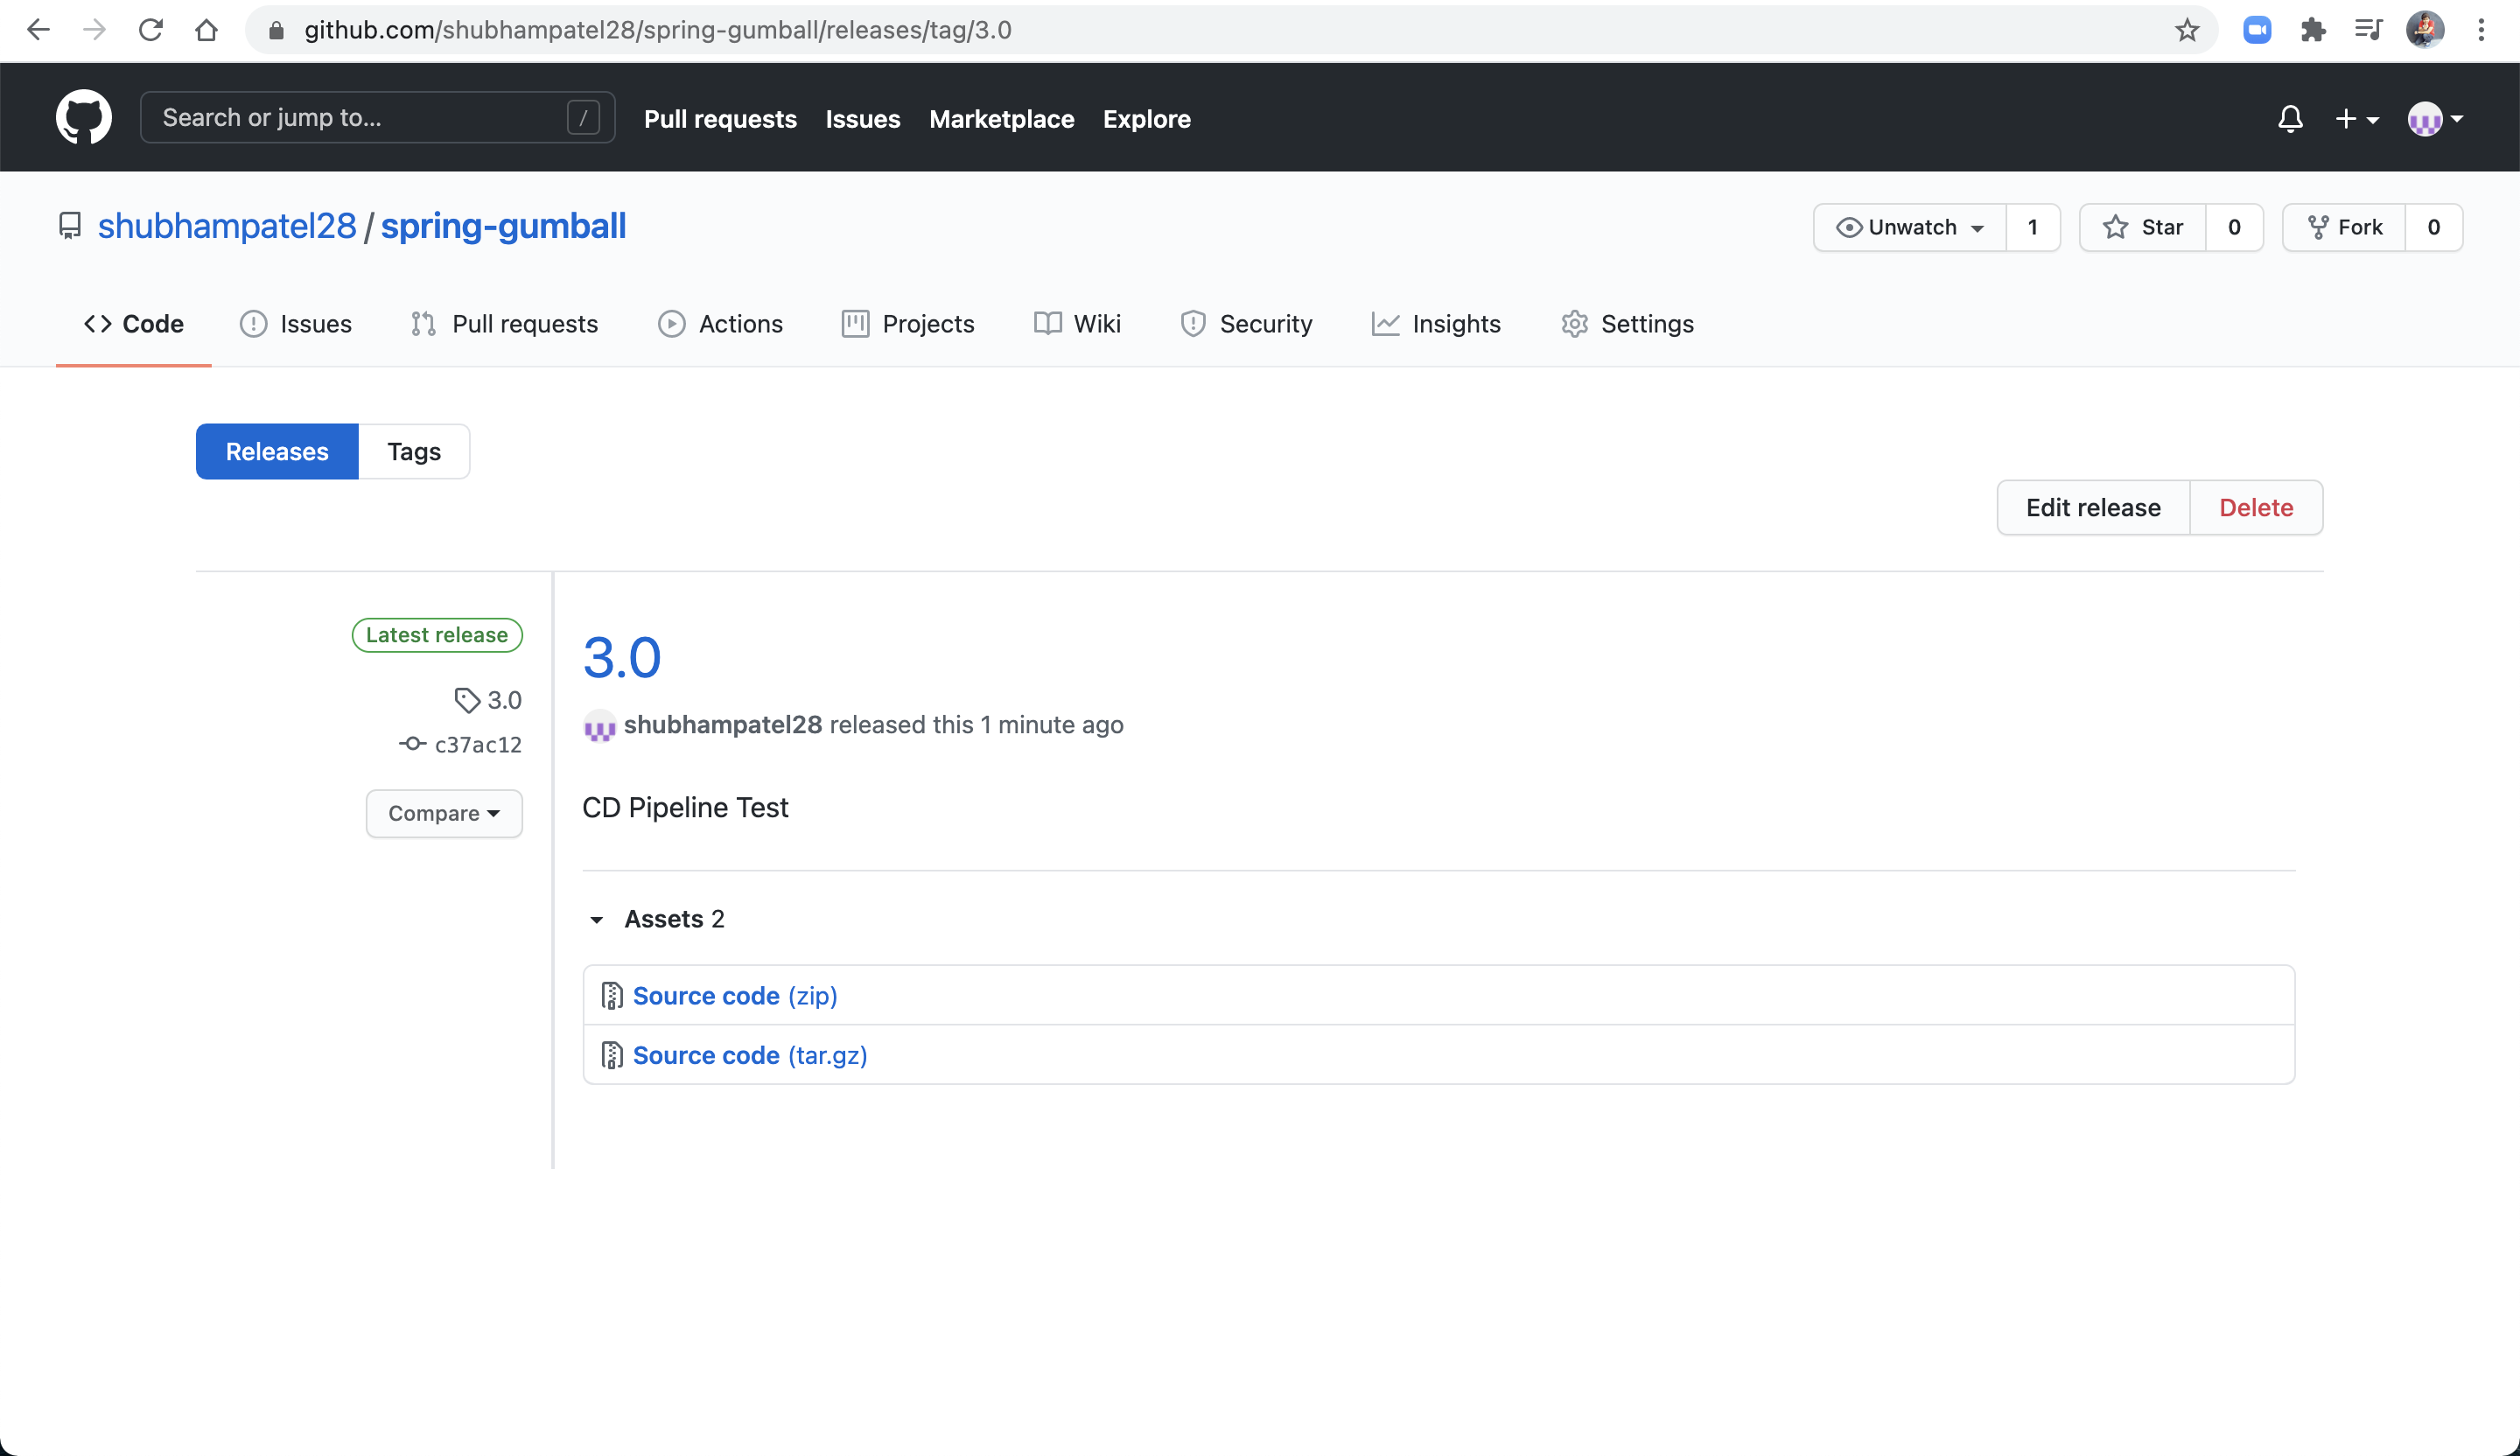 github.com/shubhampatel28/spring-gumball/releases/tag/3.0
Search or jump to... /
Pull requests Issues Marketplace Explore
shubhampatel28 / spring-gumball
Unwatch 1 Star 0 Fork 0
Code Issues Pull requests Actions Projects Wiki Security Insights Settings
Releases Tags
Edit release Delete
Latest release
3.0
c37ac12
Compare
3.0
shubhampatel28 released this 1 minute ago
CD Pipeline Test
Assets 2
Source code (zip)
Source code (tar.gz)